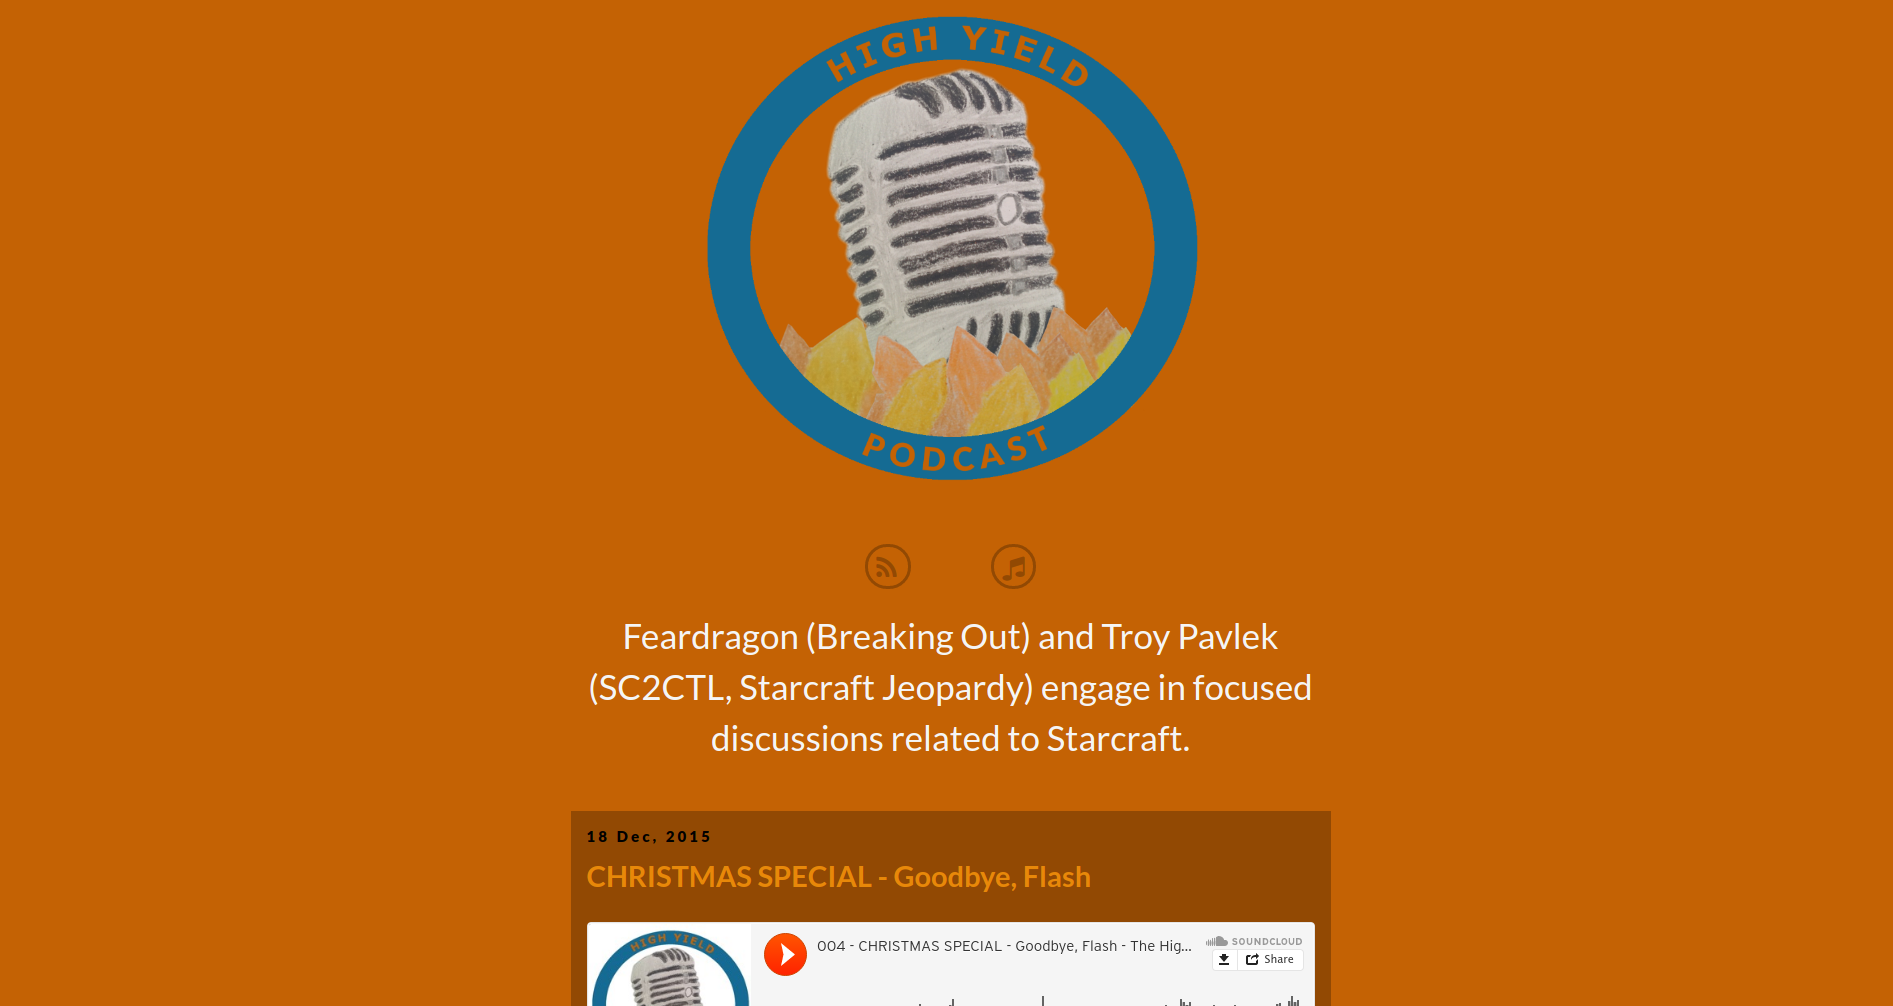 HIGH YIELD
PODCAST
Feardragon (Breaking Out) and Troy Pavlek
(SC2CTL, Starcraft Jeopardy) engage in focused
discussions related to Starcraft.
18 Dec, 2015
CHRISTMAS SPECIAL - Goodbye, Flash
HIGH YIELD
004 - CHRISTMAS SPECIAL - Goodbye, Flash - The Hig...
SOUNDCLOUD
Share